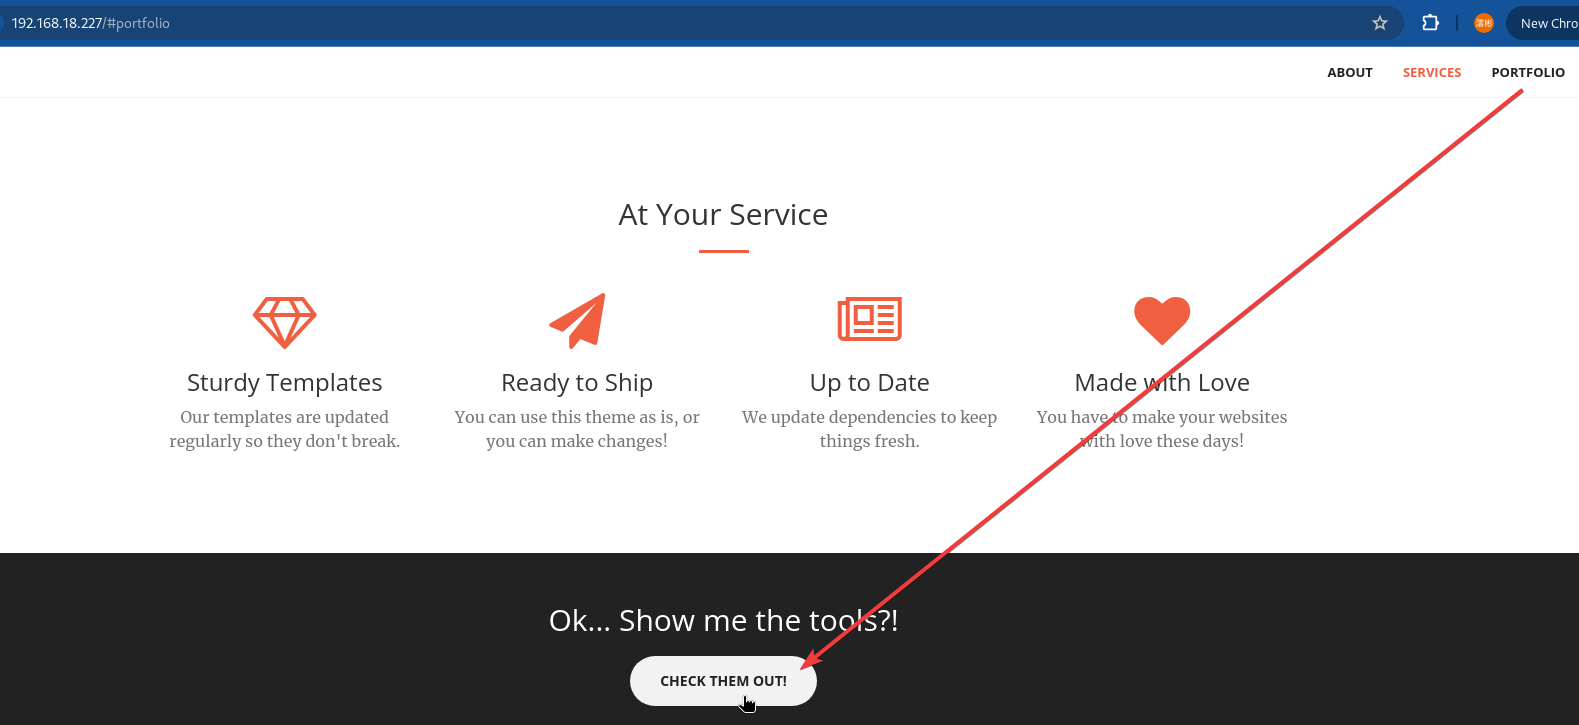 192.168.18.227/#portfolio
New Chro
ABOUT SERVICES PORTFOLIO
At Your Service
Sturdy Templates
Our templates are updated
regularly so they don't break.
Ready to Ship
You can use this theme as is, or
you can make changes!
Up to Date
We update dependencies to keep
things fresh.
Made with Love
You have to make your websites
with love these days!
Ok... Show me the tools?!
CHECK THEM OUT!